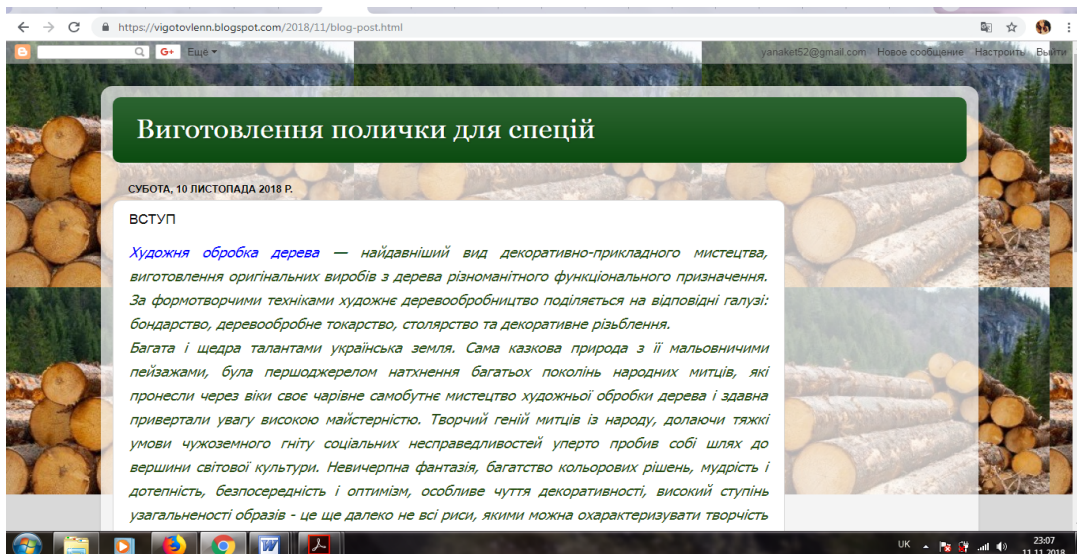 https://vigotovlenn.blogspot.com/2018/11/blog-post.html
G+ Ещё
yanaket52@gmail.com Новое сообщение Настроить Выйти
Виготовлення полички для спецій
СУБОТА, 10 ЛИСТОПАДА 2018 Р.
ВСТУП
Художня обробка дерева — найдавніший вид декоративно-прикладного мистецтва,
виготовлення оригінальних виробів з дерева різноманітного функціонального призначення.
За формотворчими техніками художнє деревообробництво поділяється на відповідні галузі:
бондарство, деревообробне токарство, столярство та декоративне різьблення.
Багата і щедра талантами українська земля. Сама казкова природа з її мальовничими
пейзажами, була першоджерелом натхнення багатьох поколінь народних митців, які
пронесли через віки своє чарівне самобутнє мистецтво художньої обробки дерева і здавна
привертали увагу високою майстерністю. Творчий геній митців із народу, долаючи тяжкі
умови чужоземного гніту соціальних несправедливостей уперто пробив собі шлях до
вершини світової культури. Невичерпна фантазія, багатство кольорових рішень, мудрість і
дотепність, безпосередність і оптимізм, особливе чуття декоративності, високий ступінь
узагальненості образів - це ще далеко не всі риси, якими можна охарактеризувати творчість
UK 23:07
11.11.2018